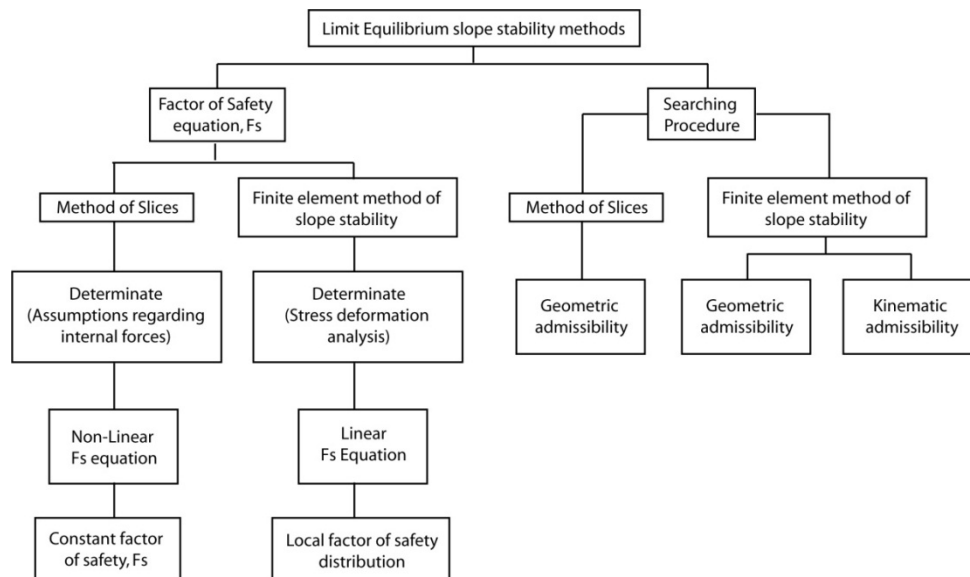 Limit Equilibrium slope stability methods
Factor of Safety
equation, Fs
Searching
Procedure
Method of Slices
Finite element method of
slope stability
Method of Slices
Finite element method of
slope stability
Determinate
(Assumptions regarding
internal forces)
Determinate
(Stress deformation
analysis)
Geometric
admissibility
Geometric
admissibility
Kinematic
admissibility
Non-Linear
Fs equation
Linear
Fs Equation
Constant factor
of safety, Fs
Local factor of safety
distribution